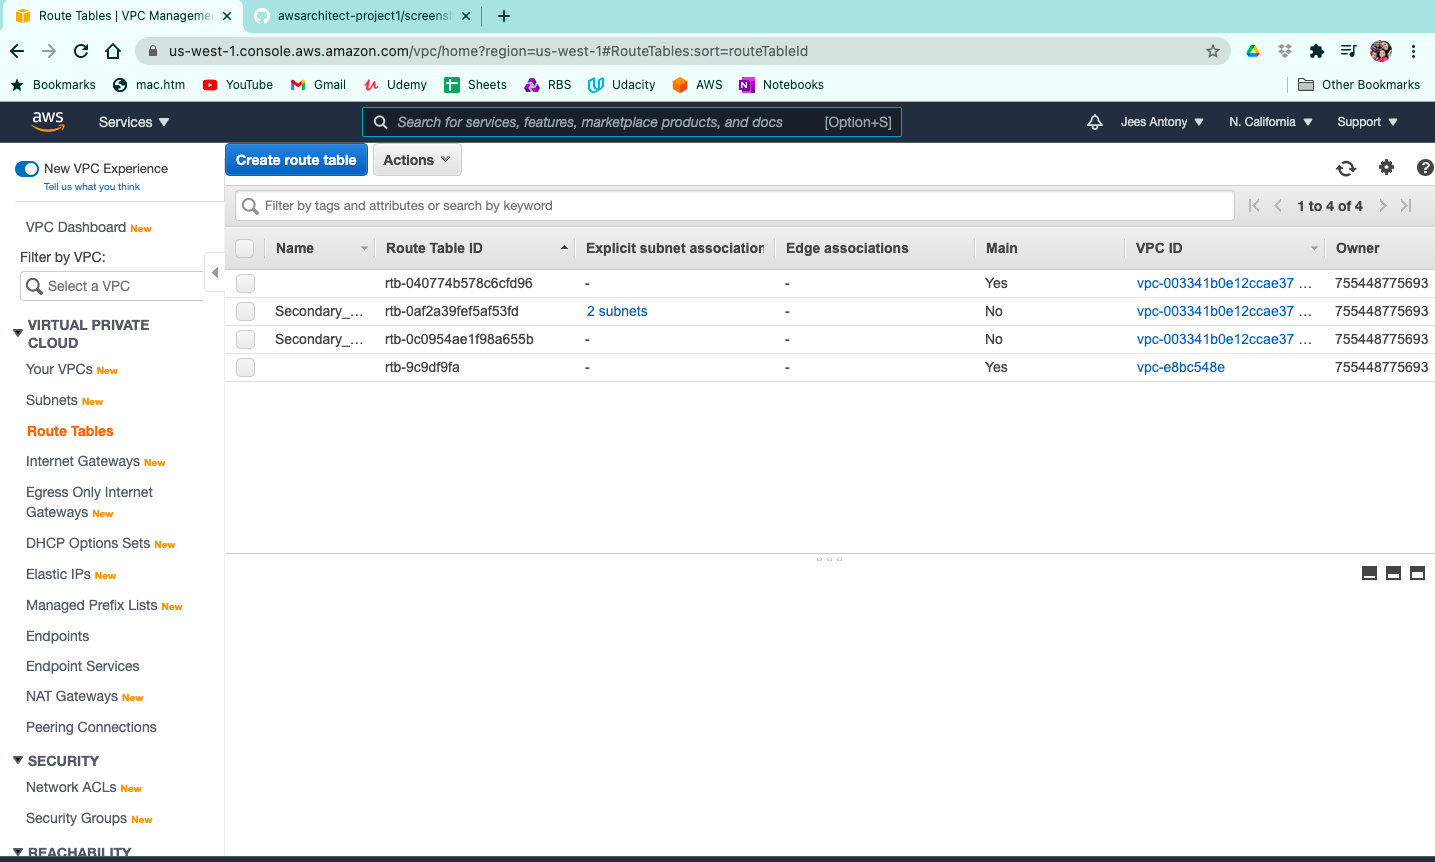 Route Tables | VPC Manageme
awsarchitect-project1/screensh
us-west-1.console.aws.amazon.com/vpc/home?region=us-west-1#RouteTables:sort=routeTableId
Bookmarks mac.htm YouTube Gmail Udemy Sheets RBS Udacity AWS Notebooks Other Bookmarks
aws Services Search for services, features, marketplace products, and docs [Option+S] Jees Antony N. California Support
New VPC Experience
Tell us what you think
Create route table Actions
Filter by tags and attributes or search by keyword 1 to 4 of 4
VPC Dashboard New
Filter by VPC:
Select a VPC
VIRTUAL PRIVATE
CLOUD
Your VPCs New
Subnets New
Route Tables
Internet Gateways New
Egress Only Internet
Gateways New
DHCP Options Sets New
Elastic IPs New
Managed Prefix Lists New
Endpoints
Endpoint Services
NAT Gateways New
Peering Connections
SECURITY
Network ACLs New
Security Groups New
REACHABILITY
Name Route Table ID Explicit subnet association Edge associations Main VPC ID Owner
rtb-040774b578c6cfd96 - - Yes vpc-003341b0e12ccae37 ... 755448775693
Secondary_... rtb-0af2a39fef5af53fd 2 subnets - No vpc-003341b0e12ccae37 ... 755448775693
Secondary_... rtb-0c0954ae1f98a655b - - No vpc-003341b0e12ccae37 ... 755448775693
rtb-9c9df9fa - - Yes vpc-e8bc548e 755448775693